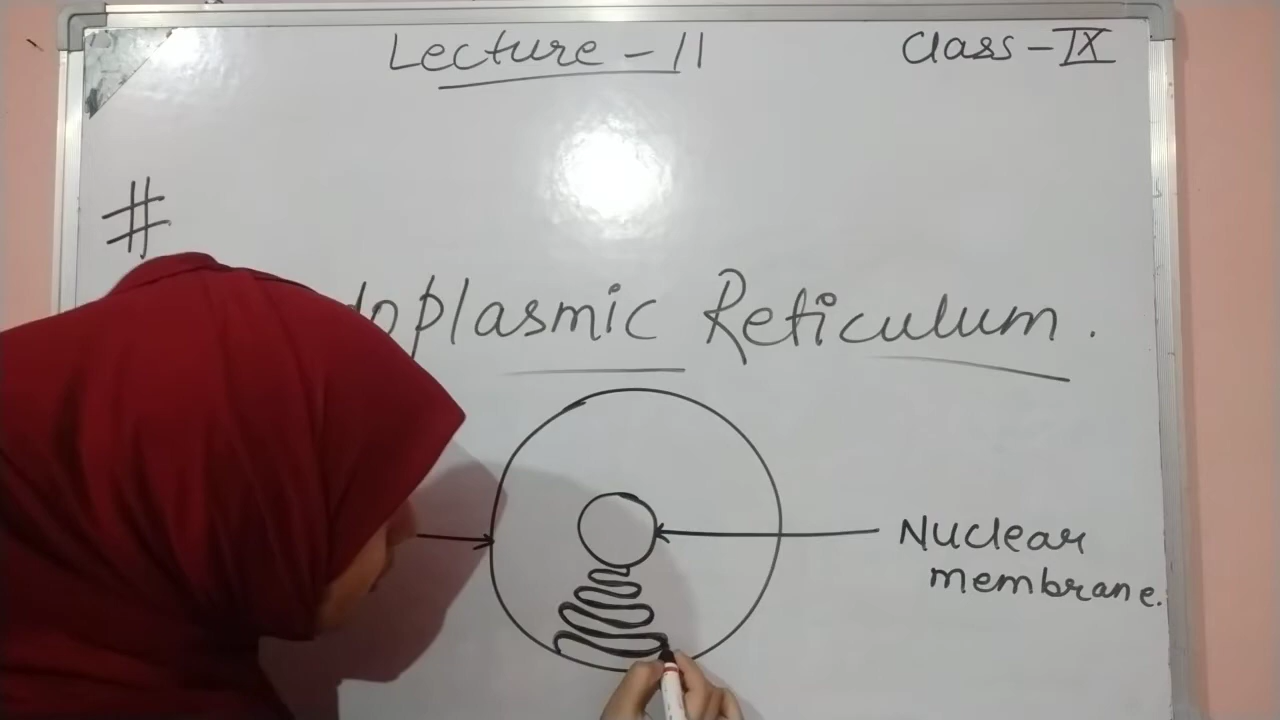 Lecture - 11
Class - IX
#
doplasmic Reticulum.
Nuclear
membrane.